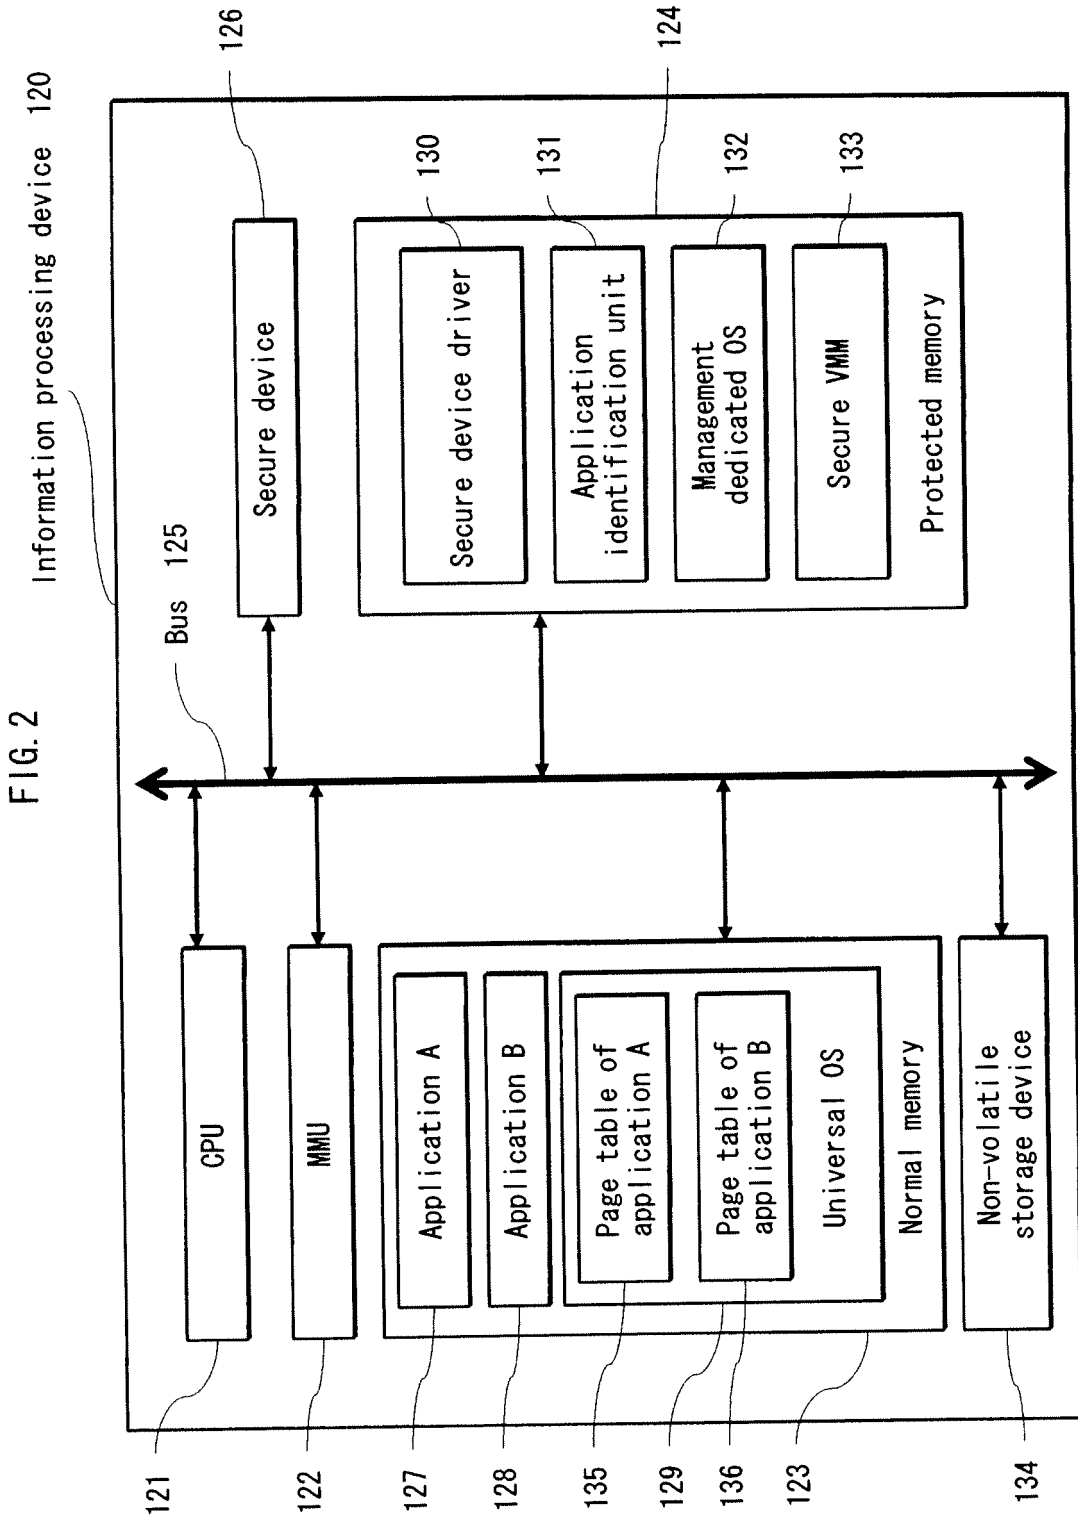 FIG. 2
Information processing device 120
Bus 125
CPU
121
MMU
122
Application A
127
Application B
128
Page table of
application A
135
Page table of
application B
136
Universal OS
129
Normal memory
123
Non-volatile
storage device
134
Secure device
126
Secure device driver
130
Application
identification unit
131
Management
dedicated OS
132
Secure VMM
133
Protected memory
124